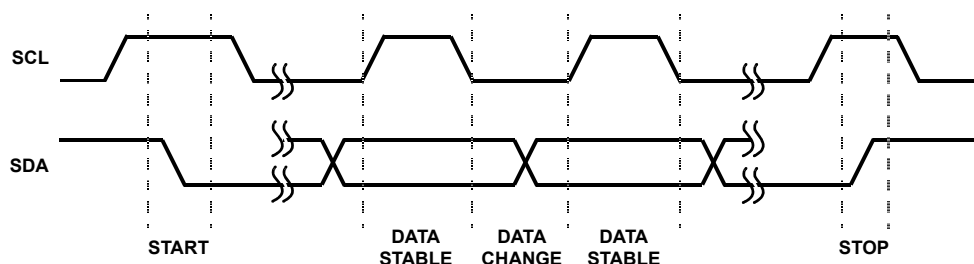 SCL
SDA
START
DATA
STABLE
DATA
CHANGE
DATA
STABLE
STOP